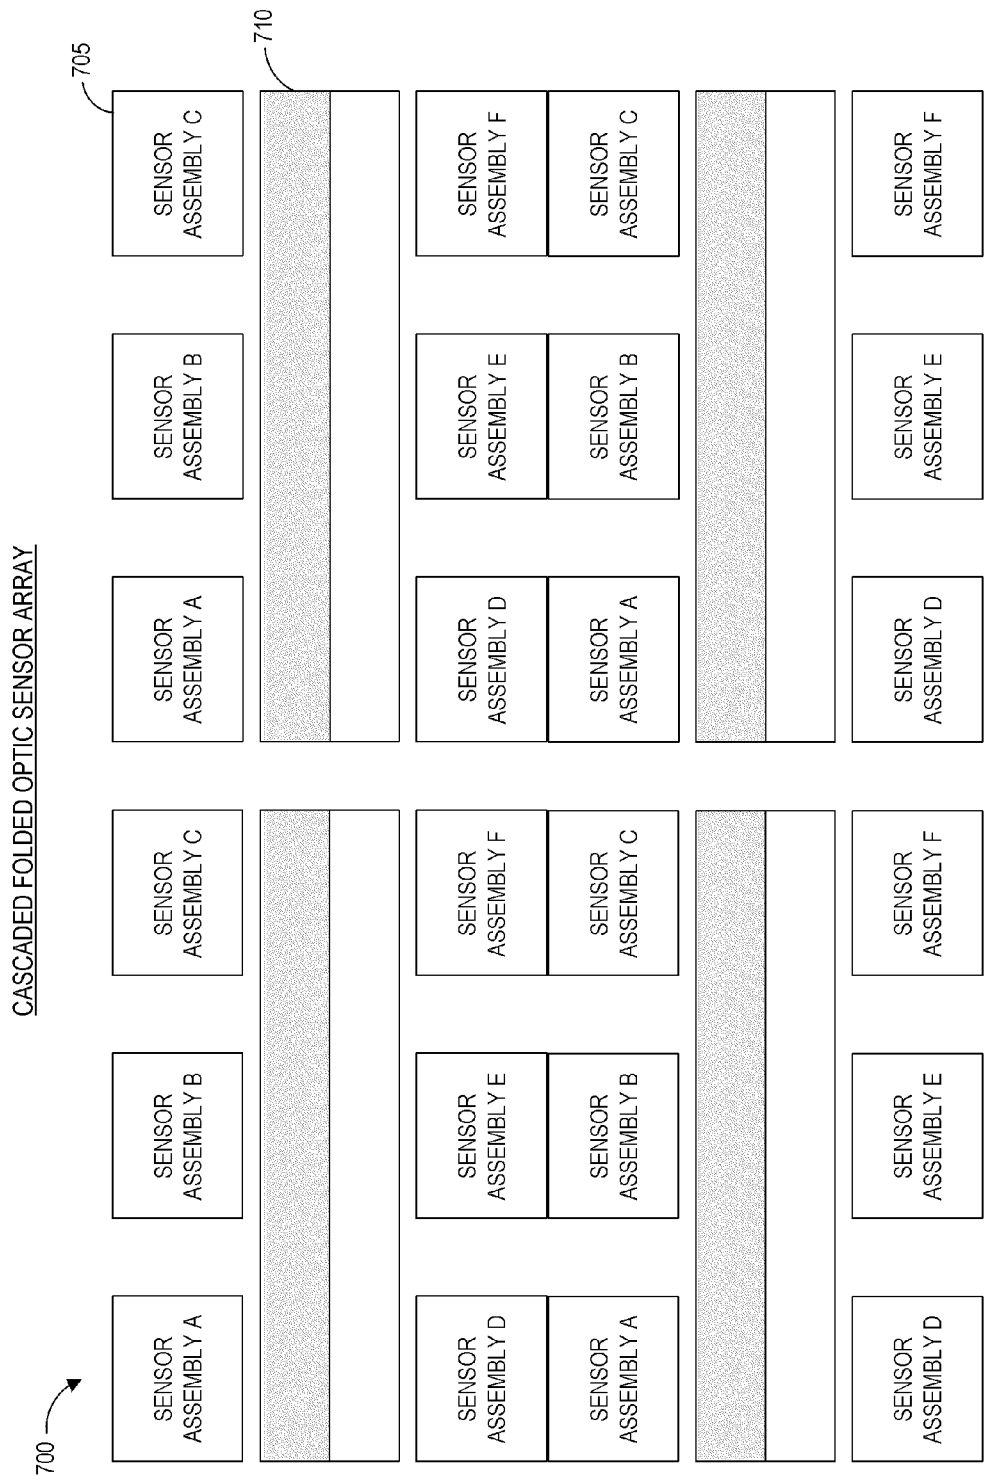 CASCADED FOLDED OPTIC SENSOR ARRAY
700
705
SENSOR
ASSEMBLY A
SENSOR
ASSEMBLY B
SENSOR
ASSEMBLY C
SENSOR
ASSEMBLY A
SENSOR
ASSEMBLY B
SENSOR
ASSEMBLY C
710
SENSOR
ASSEMBLY D
SENSOR
ASSEMBLY E
SENSOR
ASSEMBLY F
SENSOR
ASSEMBLY D
SENSOR
ASSEMBLY E
SENSOR
ASSEMBLY F
SENSOR
ASSEMBLY A
SENSOR
ASSEMBLY B
SENSOR
ASSEMBLY C
SENSOR
ASSEMBLY A
SENSOR
ASSEMBLY B
SENSOR
ASSEMBLY C
SENSOR
ASSEMBLY D
SENSOR
ASSEMBLY E
SENSOR
ASSEMBLY F
SENSOR
ASSEMBLY D
SENSOR
ASSEMBLY E
SENSOR
ASSEMBLY F